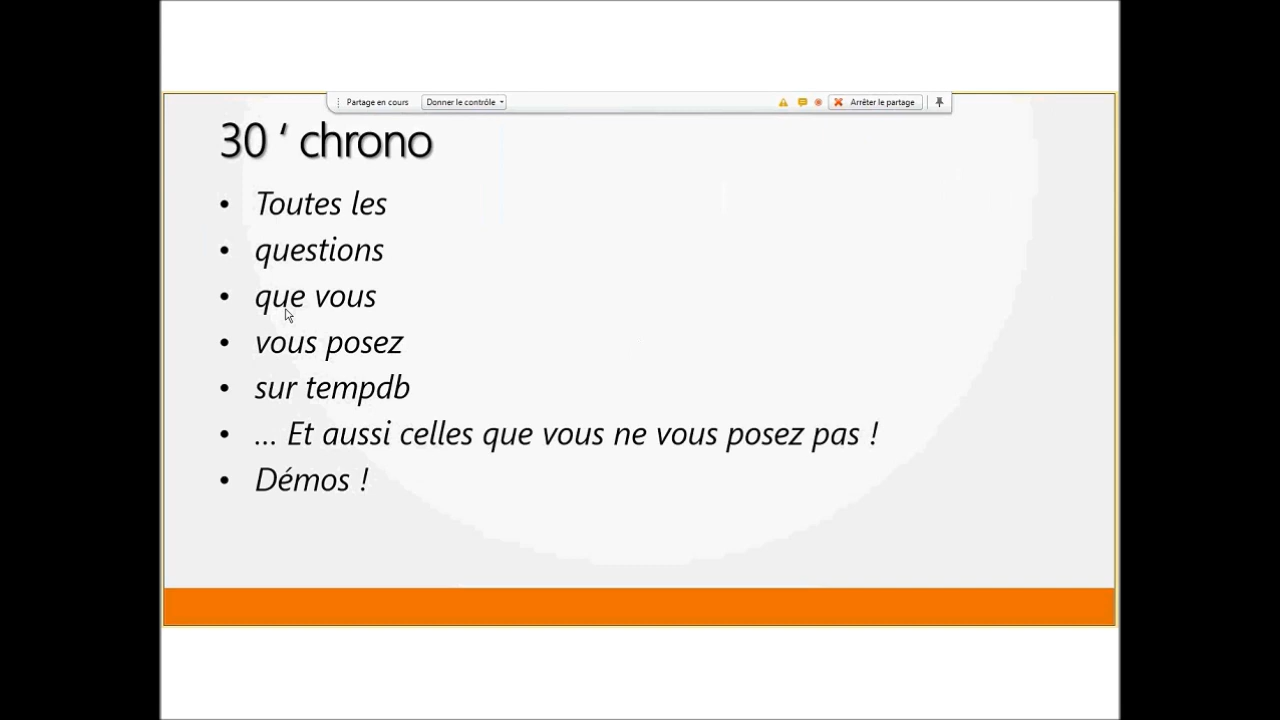 Partage en cours Donner le contrôle Arrêter le partage
30 ‘ chrono
• Toutes les
• questions
• que vous
• vous posez
• sur tempdb
• ... Et aussi celles que vous ne vous posez pas !
• Démos !